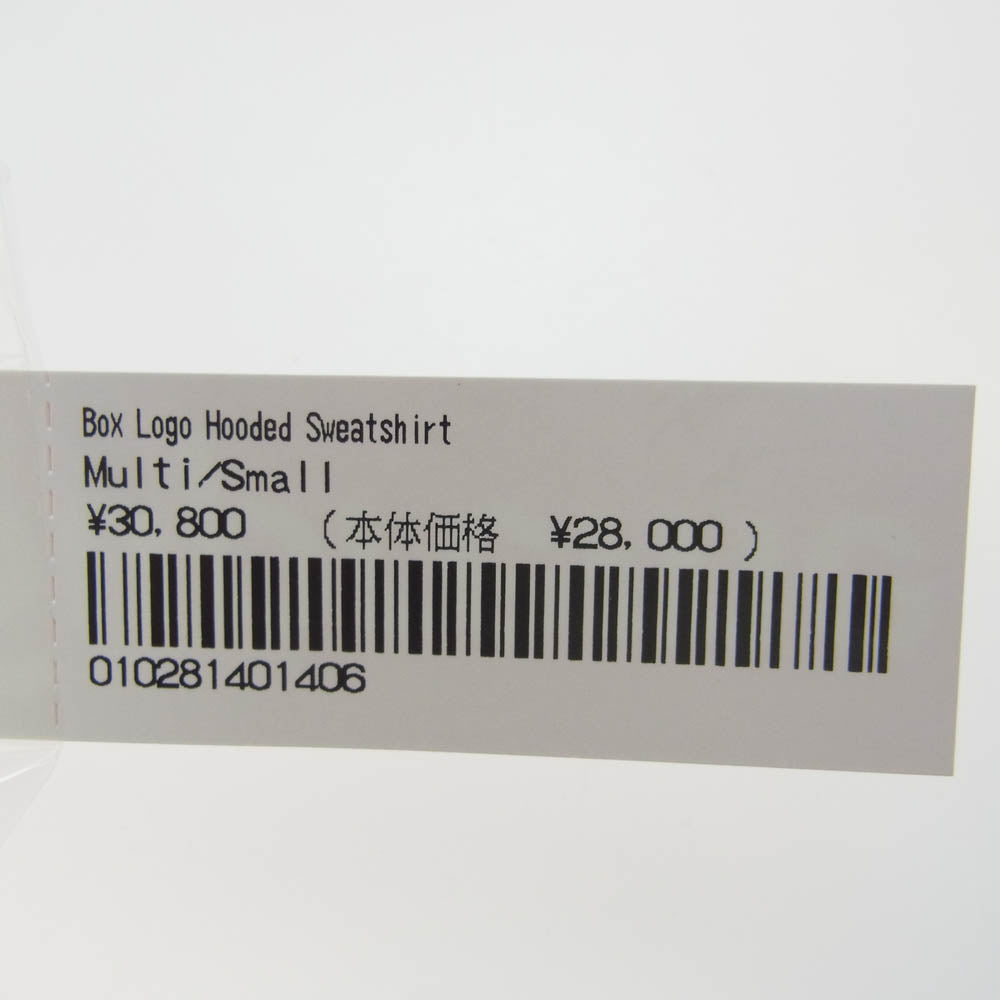 Box Logo Hooded Sweatshirt
Multi/Small
¥30,800 (本体価格 ¥28,000)
010281401406